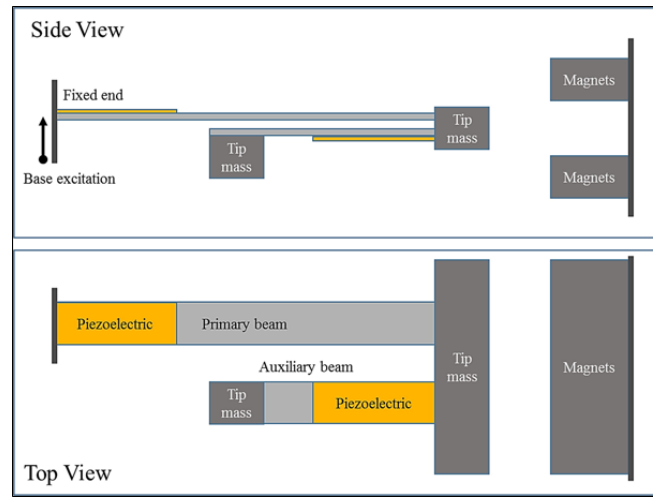 Side View
Fixed end
Magnets
Tip
mass
Tip
mass
Base excitation
Magnets
Piezoelectric
Primary beam
Auxiliary beam
Tip
mass
Magnets
Tip
mass
Piezoelectric
Top View